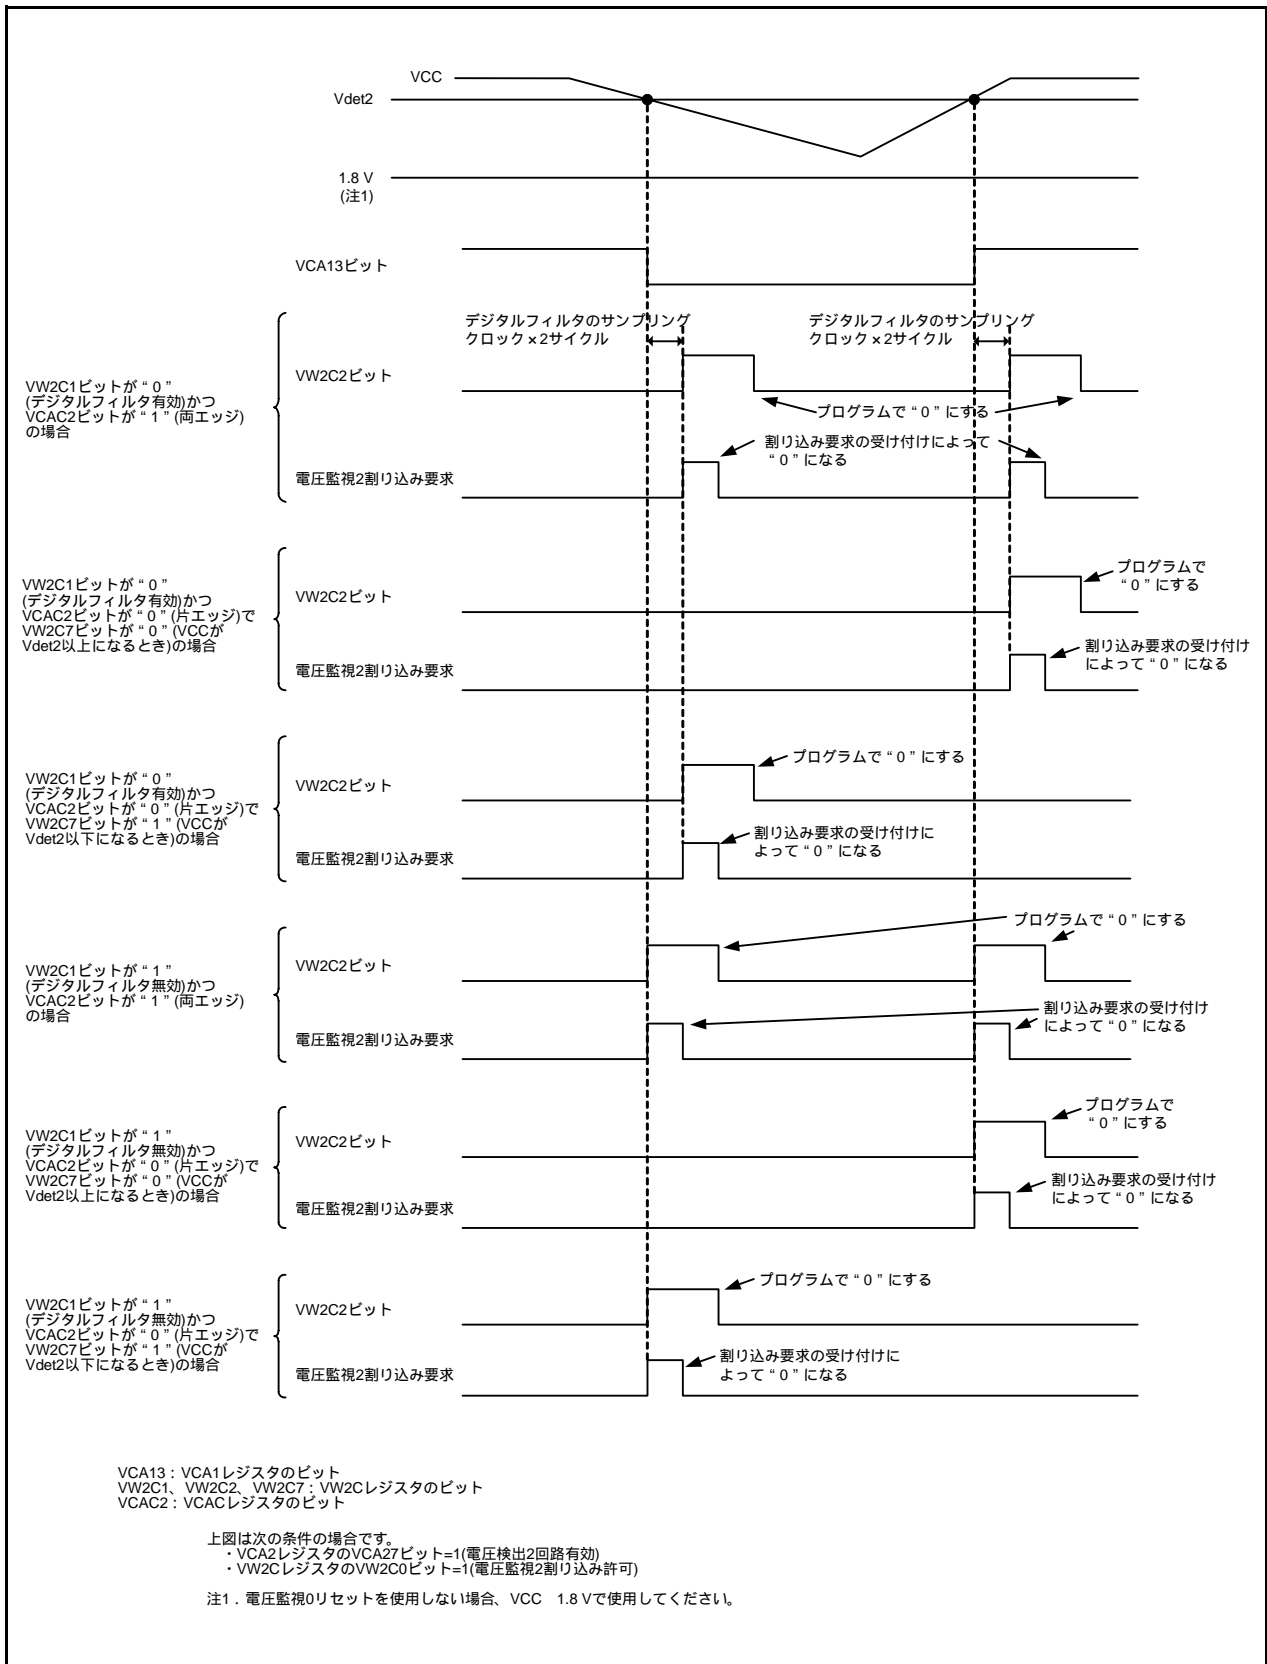 VCC
Vdet2
1.8 V
(注1)
VCA13ビット
デジタルフィルタのサンプリング
クロック×2サイクル
デジタルフィルタのサンプリング
クロック×2サイクル
VW2C1ビットが“0”
(デジタルフィルタ有効)かつ
VCAC2ビットが“1”(両エッジ)
の場合
VW2C2ビット
プログラムで“0”にする
割り込み要求の受け付けによって
“0”になる
電圧監視2割り込み要求
VW2C1ビットが“0”
(デジタルフィルタ有効)かつ
VCAC2ビットが“0”(片エッジ)で
VW2C7ビットが“0”(VCCが
Vdet2以上になるとき)の場合
VW2C2ビット
プログラムで
“0”にする
電圧監視2割り込み要求
割り込み要求の受け付け
によって“0”になる
VW2C1ビットが“0”
(デジタルフィルタ有効)かつ
VCAC2ビットが“0”(片エッジ)で
VW2C7ビットが“1”(VCCが
Vdet2以下になるとき)の場合
VW2C2ビット
プログラムで“0”にする
電圧監視2割り込み要求
割り込み要求の受け付けに
よって“0”になる
VW2C1ビットが“1”
(デジタルフィルタ無効)かつ
VCAC2ビットが“1”(両エッジ)
の場合
VW2C2ビット
プログラムで“0”にする
電圧監視2割り込み要求
割り込み要求の受け付け
によって“0”になる
VW2C1ビットが“1”
(デジタルフィルタ無効)かつ
VCAC2ビットが“0”(片エッジ)で
VW2C7ビットが“0”(VCCが
Vdet2以上になるとき)の場合
VW2C2ビット
プログラムで
“0”にする
電圧監視2割り込み要求
割り込み要求の受け付け
によって“0”になる
VW2C1ビットが“1”
(デジタルフィルタ無効)かつ
VCAC2ビットが“0”(片エッジ)で
VW2C7ビットが“1”(VCCが
Vdet2以下になるとき)の場合
VW2C2ビット
プログラムで“0”にする
電圧監視2割り込み要求
割り込み要求の受け付けに
よって“0”になる
VCA13：VCA1レジスタのビット
VW2C1、VW2C2、VW2C7：VW2Cレジスタのビット
VCAC2：VCACレジスタのビット
上図は次の条件の場合です。
・VCA2レジスタのVCA27ビット=1(電圧検出2回路有効)
・VW2CレジスタのVW2C0ビット=1(電圧監視2割り込み許可)
注1．電圧監視0リセットを使用しない場合、VCC　1.8 Vで使用してください。